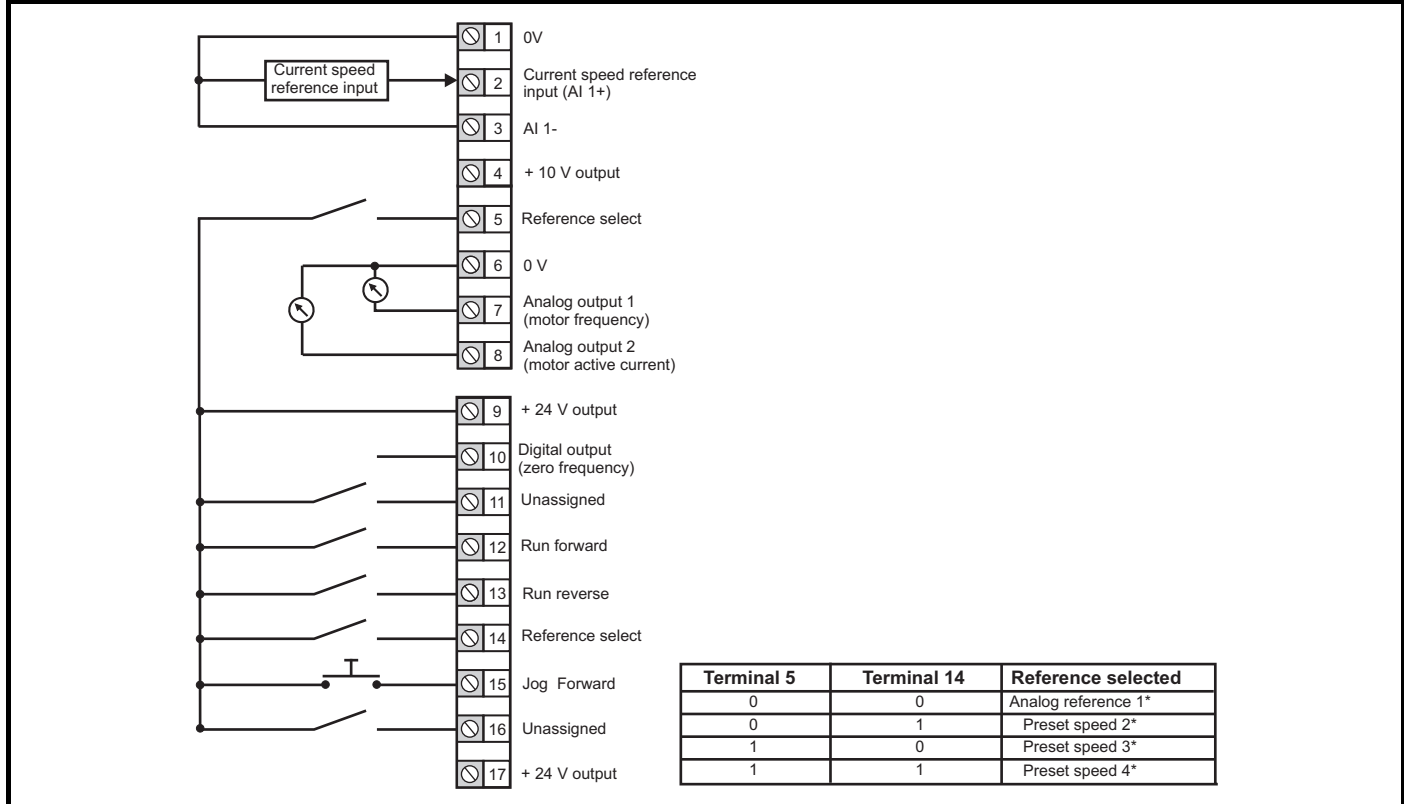 1 0V
Current speed
reference input
2 Current speed reference
input (AI 1+)
3 AI 1-
4 + 10 V output
5 Reference select
6 0 V
7 Analog output 1
(motor frequency)
8 Analog output 2
(motor active current)
9 + 24 V output
10 Digital output
(zero frequency)
11 Unassigned
12 Run forward
13 Run reverse
14 Reference select
15 Jog Forward
16 Unassigned
17 + 24 V output
Terminal 5 Terminal 14 Reference selected
0 0 Analog reference 1*
0 1 Preset speed 2*
1 0 Preset speed 3*
1 1 Preset speed 4*